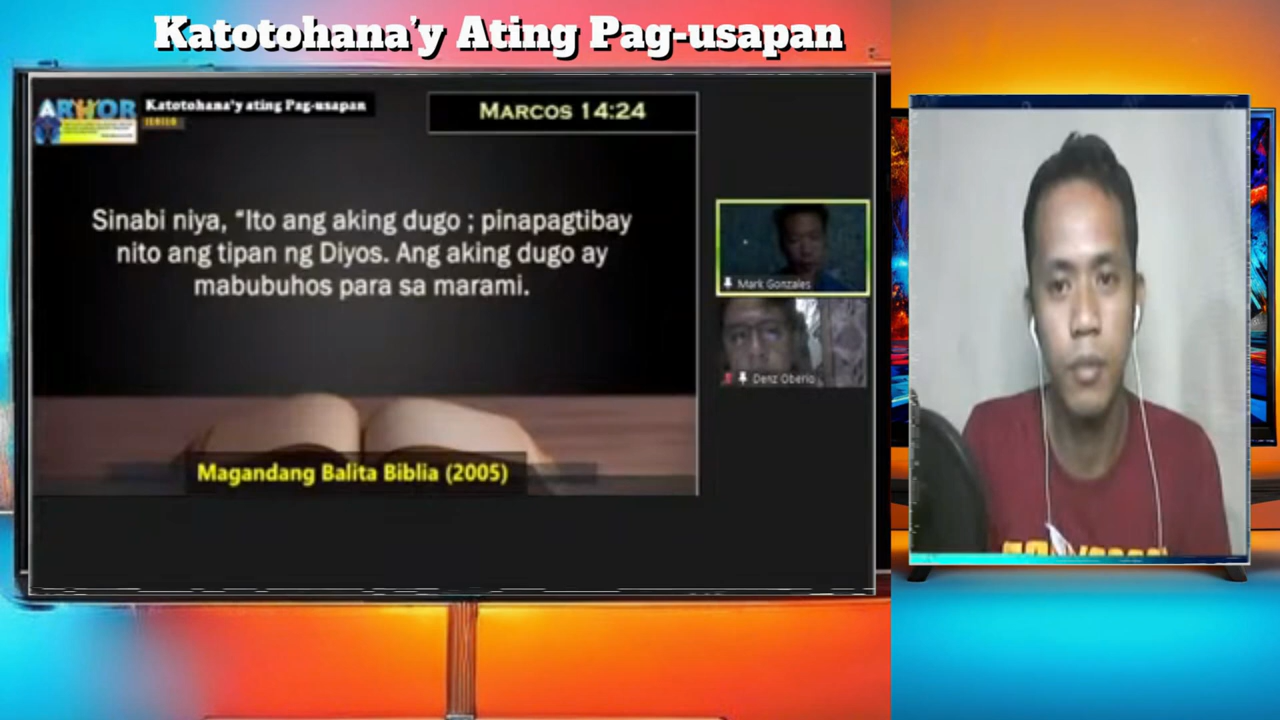 Katotohana'y Ating Pag-usapan
ARWOR
Katotohana'y ating Pag-usapan
MARCOS 14:24
Sinabi niya, “Ito ang aking dugo ; pinapagtibay
nito ang tipan ng Diyos. Ang aking dugo ay
mabubuhos para sa marami.
Mark Gonzales
Denz Oberio
Magandang Balita Biblia (2005)